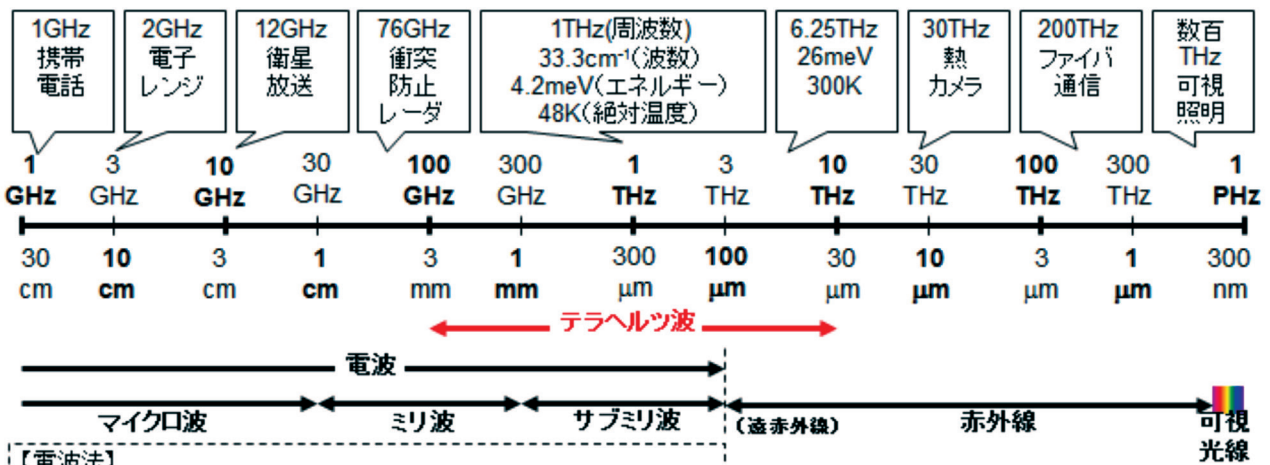 1GHz
携帯
電話
2GHz
電子
レンジ
12GHz
衛星
放送
76GHz
衝突
防止
レーダ
1THz(周波数)
33.3cm⁻¹(波数)
4.2meV(エネルギー)
48K(絶対温度)
6.25THz
26meV
300K
30THz
熱
カメラ
200THz
ファイバ
通信
数百
THz
可視
照明
1 3 10 30 100 300 1 3 10 30 100 300 1
GHz GHz GHz GHz GHz GHz THz THz THz THz THz THz PHz
30 10 3 1 3 1 300 100 30 10 3 1 300
cm cm cm cm mm mm μm μm μm μm μm μm nm
テラヘルツ波
電波
マイクロ波 ミリ波 サブミリ波 (遠赤外線) 赤外線 可視
光線
【電波法】